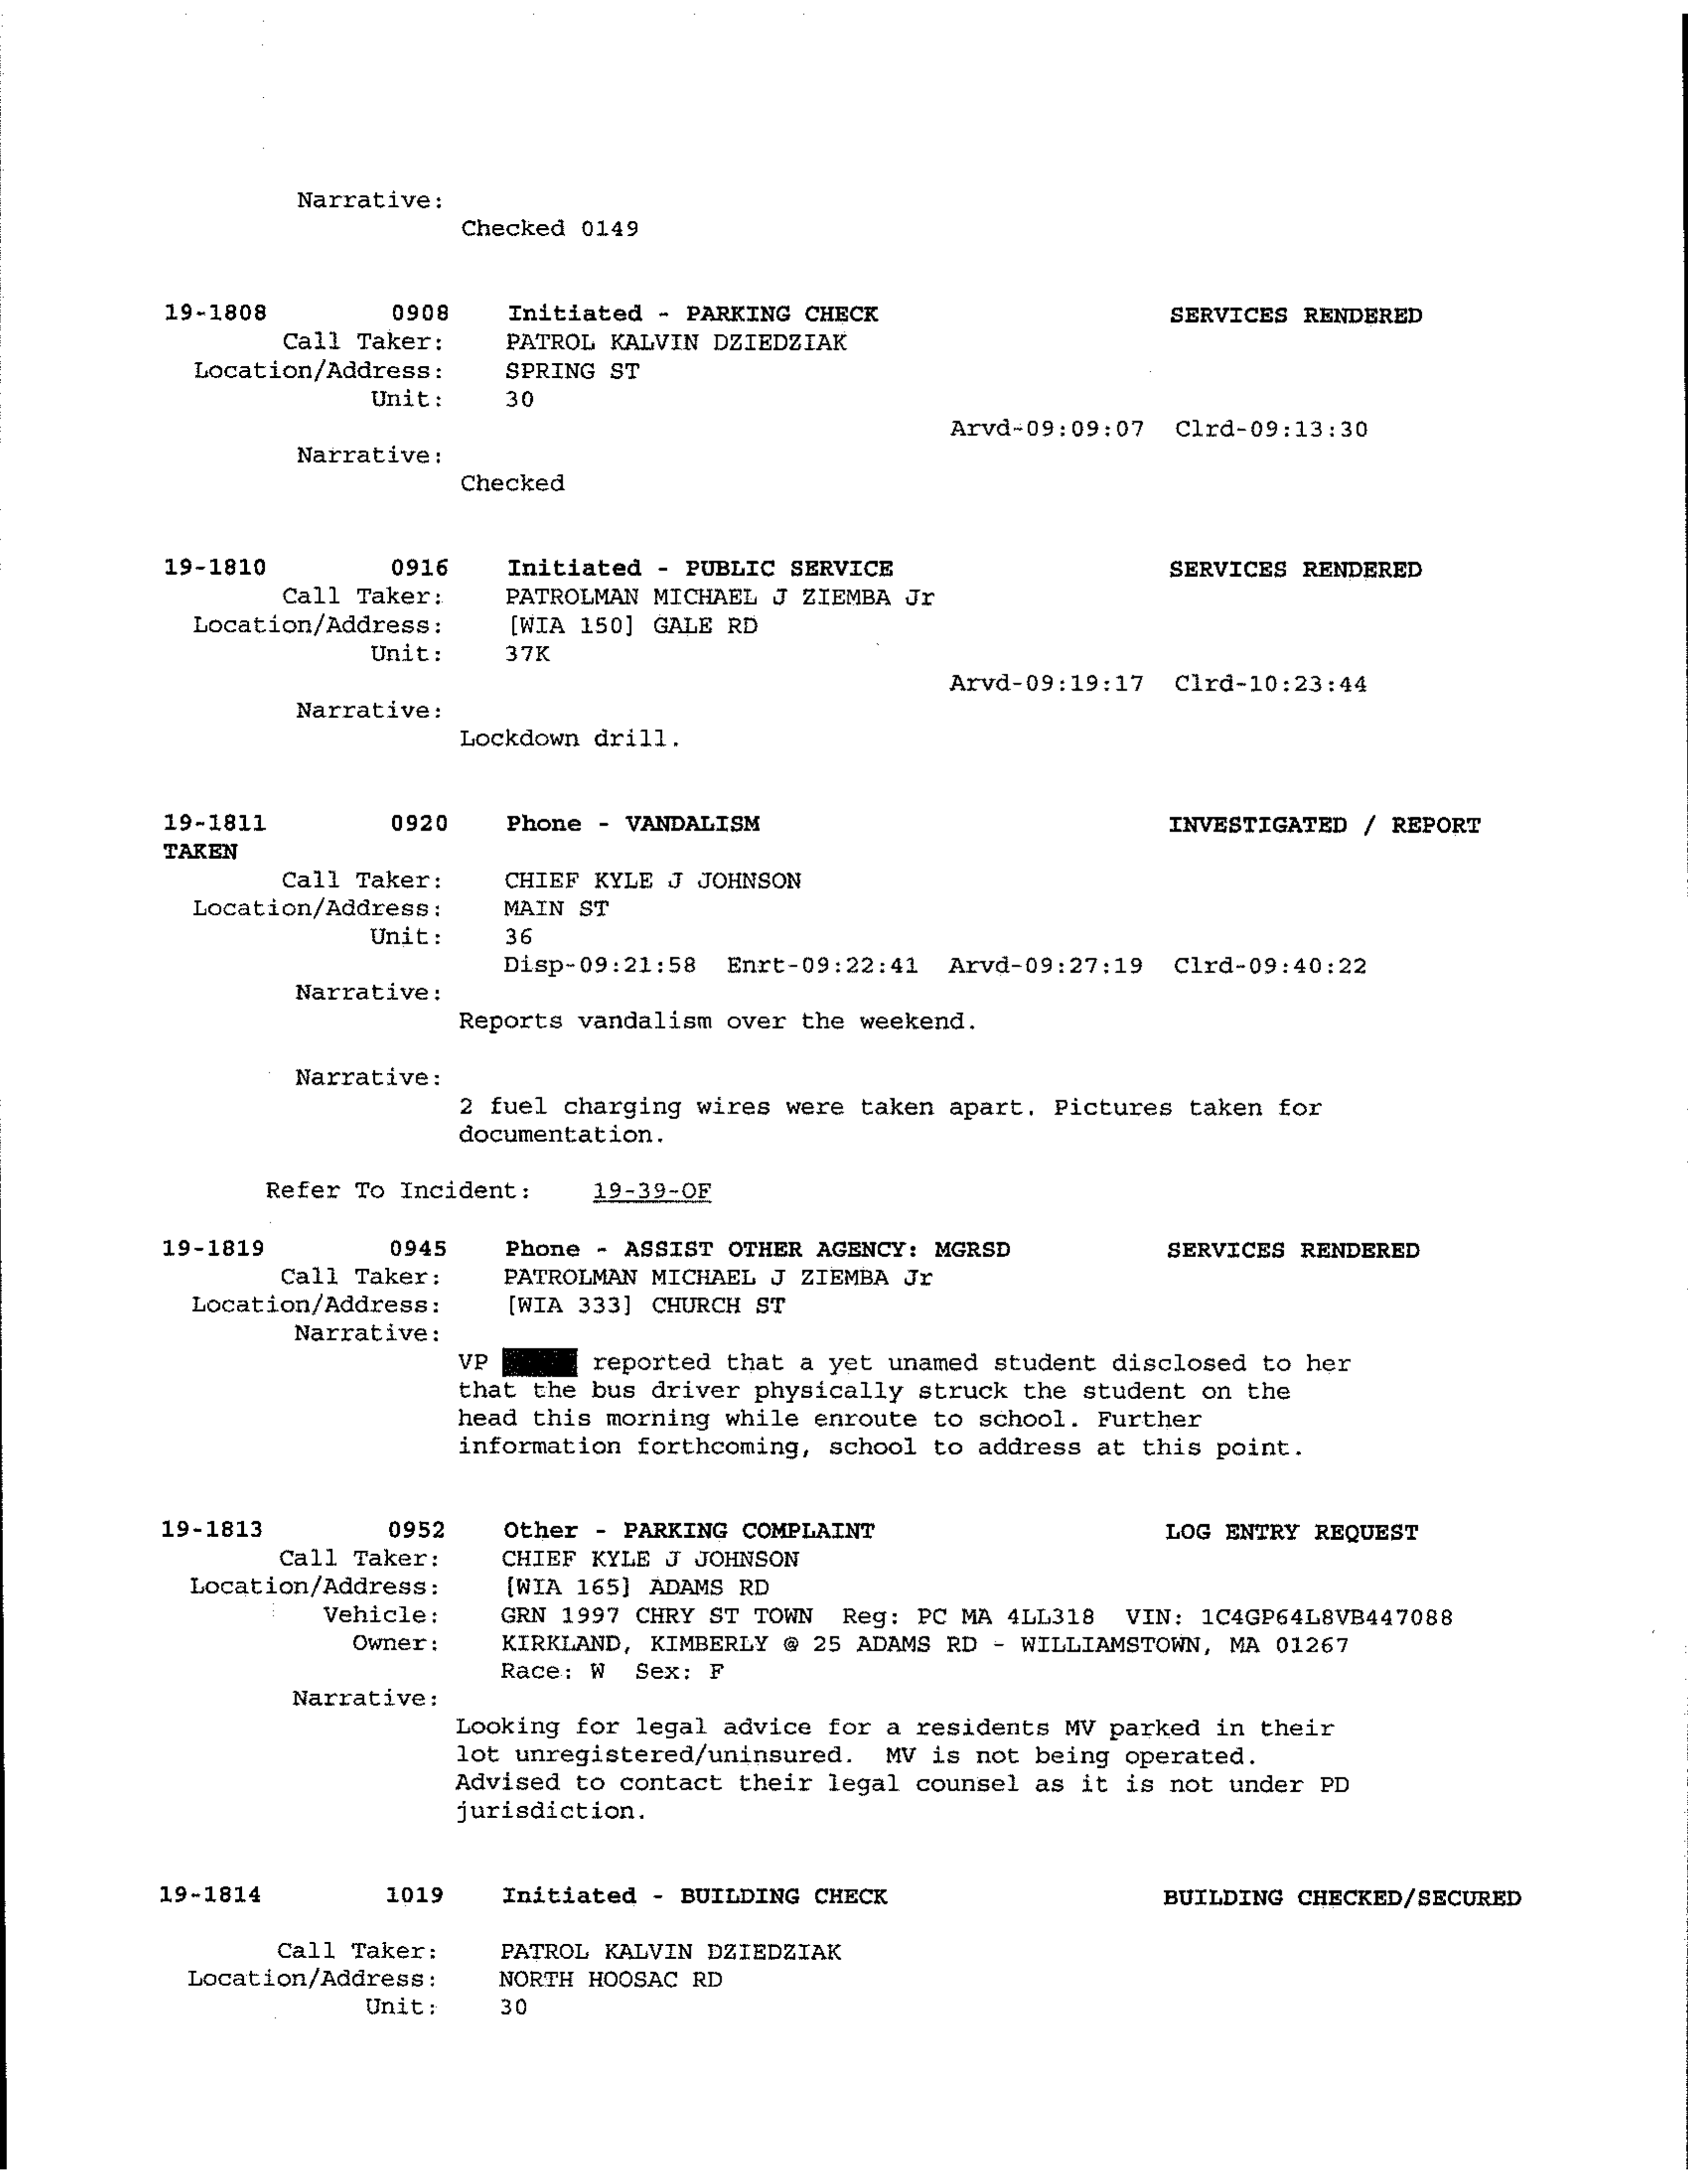 Narrative:
Checked 0149
19-1808 0908 Initiated - PARKING CHECK SERVICES RENDERED
Call Taker: PATROL KALVIN DZIEDZIAK
Location/Address: SPRING ST
Unit: 30
Arvd-09:09:07 Clrd-09:13:30
Narrative:
Checked
19-1810 0916 Initiated - PUBLIC SERVICE SERVICES RENDERED
Call Taker: PATROLMAN MICHAEL J ZIEMBA Jr
Location/Address: [WIA 150] GALE RD
Unit: 37K
Arvd-09:19:17 Clrd-10:23:44
Narrative:
Lockdown drill.
19-1811 0920 Phone - VANDALISM INVESTIGATED / REPORT
TAKEN
Call Taker: CHIEF KYLE J JOHNSON
Location/Address: MAIN ST
Unit: 36
Disp-09:21:58 Enrt-09:22:41 Arvd-09:27:19 Clrd-09:40:22
Narrative:
Reports vandalism over the weekend.
Narrative:
2 fuel charging wires were taken apart. Pictures taken for
documentation.
Refer To Incident: 19-39-OF
19-1819 0945 Phone - ASSIST OTHER AGENCY: MGRSD SERVICES RENDERED
Call Taker: PATROLMAN MICHAEL J ZIEMBA Jr
Location/Address: [WIA 333] CHURCH ST
Narrative:
VP reported that a yet unamed student disclosed to her
that the bus driver physically struck the student on the
head this morning while enroute to school. Further
information forthcoming, school to address at this point.
19-1813 0952 Other - PARKING COMPLAINT LOG ENTRY REQUEST
Call Taker: CHIEF KYLE J JOHNSON
Location/Address: [WIA 165] ADAMS RD
Vehicle: GRN 1997 CHRY ST TOWN Reg: PC MA 4LL318 VIN: 1C4GP64L8VB447088
Owner: KIRKLAND, KIMBERLY @ 25 ADAMS RD - WILLIAMSTOWN, MA 01267
Race: W Sex: F
Narrative:
Looking for legal advice for a residents MV parked in their
lot unregistered/uninsured. MV is not being operated.
Advised to contact their legal counsel as it is not under PD
jurisdiction.
19-1814 1019 Initiated - BUILDING CHECK BUILDING CHECKED/SECURED
Call Taker: PATROL KALVIN DZIEDZIAK
Location/Address: NORTH HOOSAC RD
Unit: 30